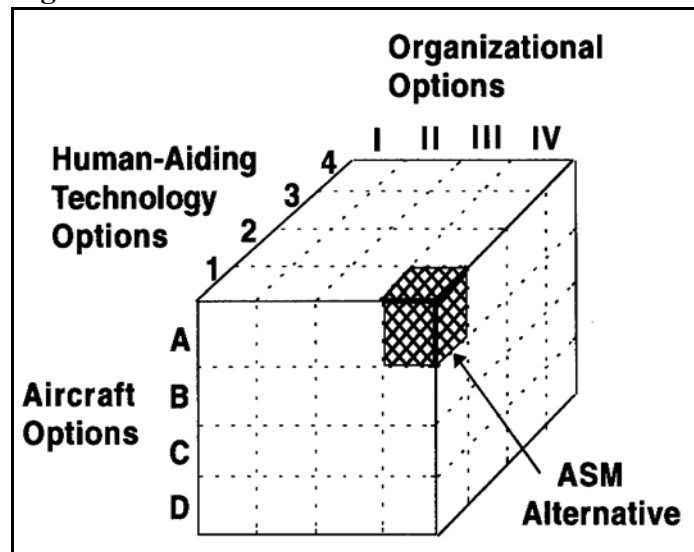 Organizational
Options
I II III IV
Human-Aiding
Technology
Options
4
3
2
1
A
B
C
D
Aircraft
Options
ASM
Alternative